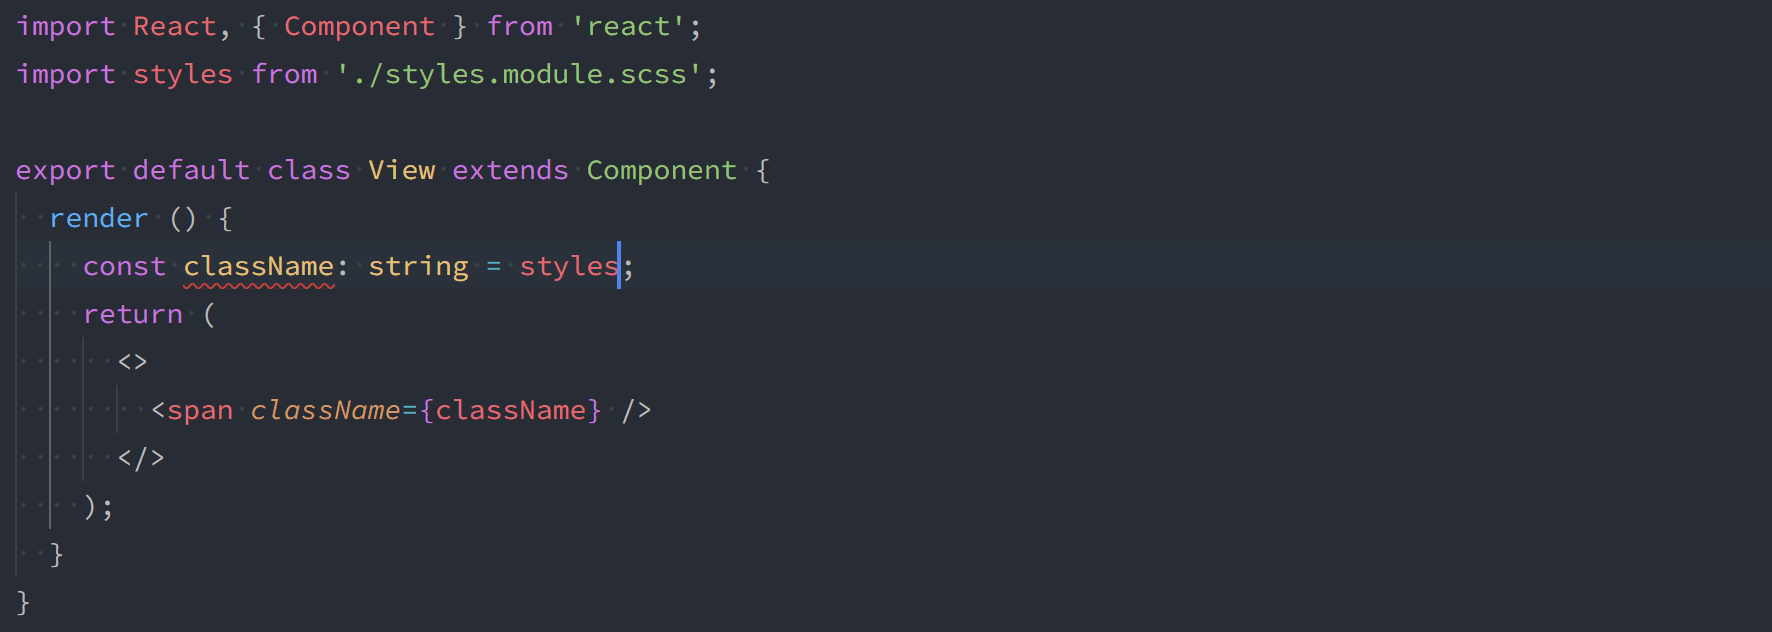 import React, { Component } from 'react';
import styles from './styles.module.scss';
export default class View extends Component {
render () {
const className: string = styles;
return (
<>
<span className={className} />
</>
);
}
}